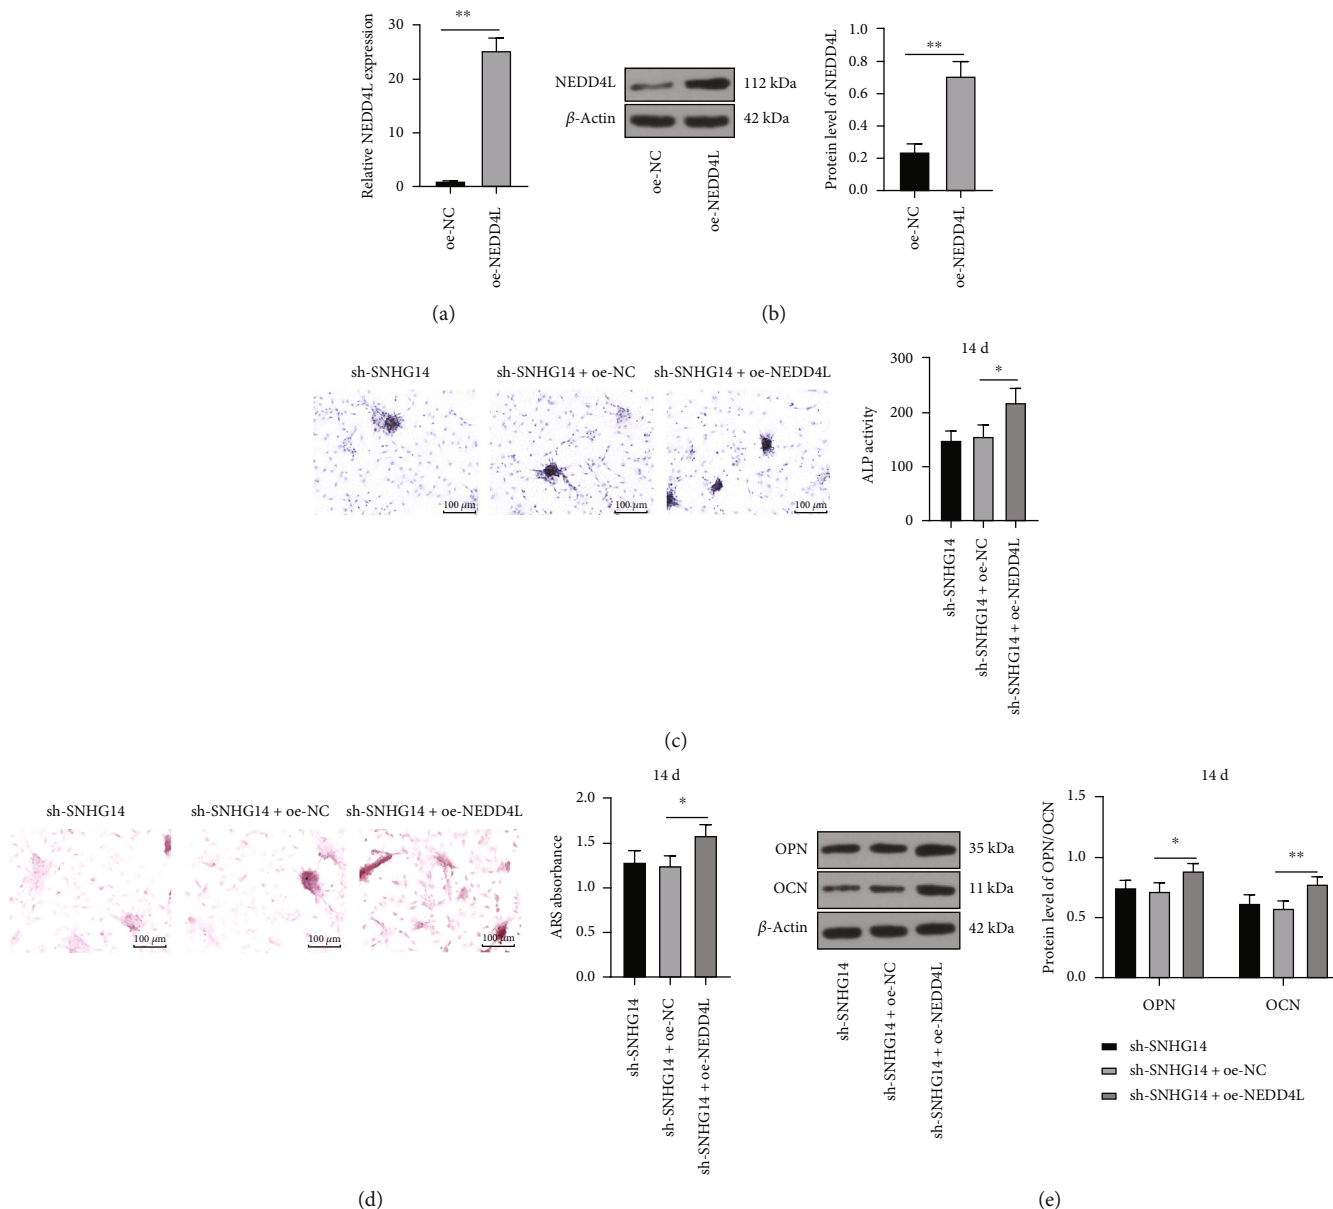 **
30
20
10
0
Relative NEDD4L expression
oe-NC
oe-NEDD4L
(a)
NEDD4L
112 kDa
β-Actin
42 kDa
oe-NC
oe-NEDD4L
**
1.0
0.8
0.6
0.4
0.2
0.0
Protein level of NEDD4L
oe-NC
oe-NEDD4L
(b)
sh-SNHG14
sh-SNHG14 + oe-NC
sh-SNHG14 + oe-NEDD4L
100 μm
100 μm
100 μm
14 d
*
300
200
100
0
ALP activity
sh-SNHG14
sh-SNHG14 + oe-NC
sh-SNHG14 + oe-NEDD4L
(c)
sh-SNHG14
sh-SNHG14 + oe-NC
sh-SNHG14 + oe-NEDD4L
100 μm
100 μm
100 μm
14 d
*
2.0
1.5
1.0
0.5
0.0
ARS absorbance
sh-SNHG14
sh-SNHG14 + oe-NC
sh-SNHG14 + oe-NEDD4L
(d)
OPN
35 kDa
OCN
11 kDa
β-Actin
42 kDa
sh-SNHG14
sh-SNHG14 + oe-NC
sh-SNHG14 + oe-NEDD4L
14 d
*
**
1.5
1.0
0.5
0.0
Protein level of OPN/OCN
OPN
OCN
sh-SNHG14
sh-SNHG14 + oe-NC
sh-SNHG14 + oe-NEDD4L
(e)